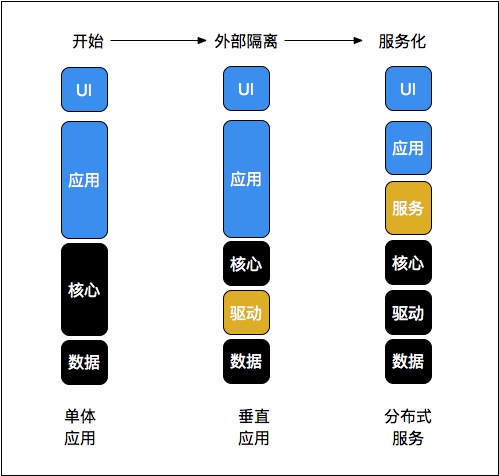 开始 外部隔离 服务化
UI UI UI
应用 应用 应用
服务
核心 核心 核心
驱动 驱动
数据 数据 数据
单体 垂直 分布式
应用 应用 服务